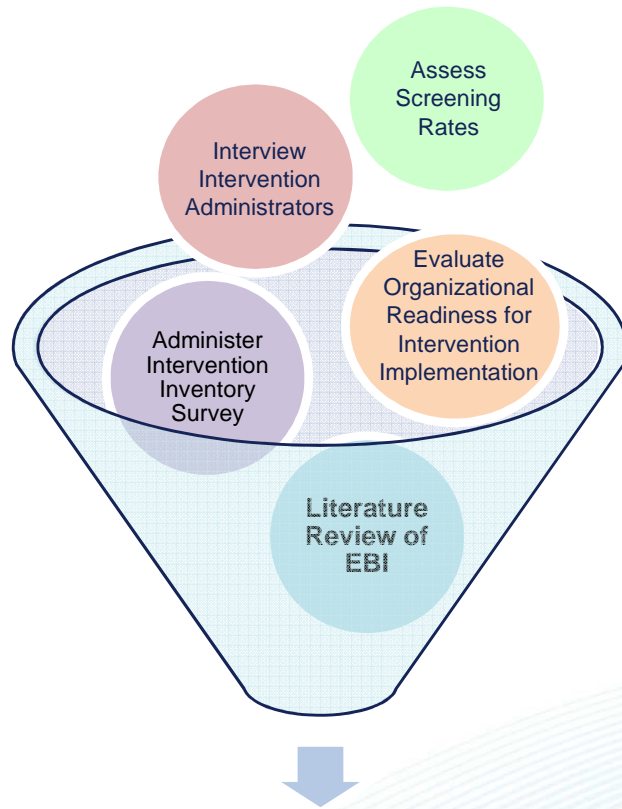 Assess
Screening
Rates
Interview
Intervention
Administrators
Evaluate
Organizational
Readiness for
Intervention
Implementation
Administer
Intervention
Inventory
Survey
Literature
Review of
EBI